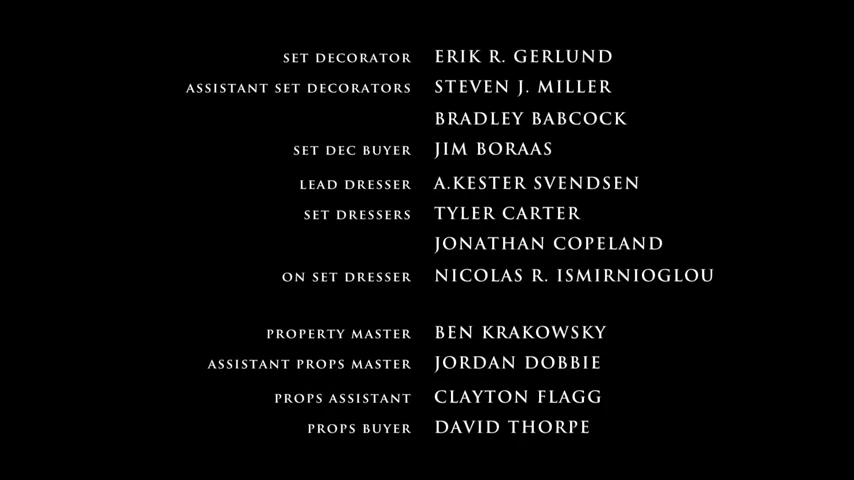 SET DECORATOR ERIK R. GERLUND
ASSISTANT SET DECORATORS STEVEN J. MILLER
BRADLEY BABCOCK
SET DEC BUYER JIM BORAAS
LEAD DRESSER A.KESTER SVENDSEN
SET DRESSERS TYLER CARTER
JONATHAN COPELAND
ON SET DRESSER NICOLAS R. ISMIRNIOGLOU
PROPERTY MASTER BEN KRAKOWSKY
ASSISTANT PROPS MASTER JORDAN DOBBIE
PROPS ASSISTANT CLAYTON FLAGG
PROPS BUYER DAVID THORPE